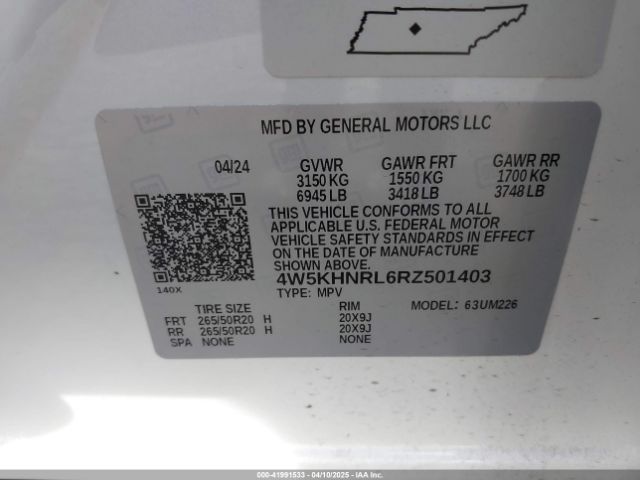 MFD BY GENERAL MOTORS LLC
04/24 GVWR GAWR FRT GAWR RR
3150 KG 1550 KG 1700 KG
6945 LB 3418 LB 3748 LB
THIS VEHICLE CONFORMS TO ALL
APPLICABLE U.S. FEDERAL MOTOR
VEHICLE SAFETY STANDARDS IN EFFECT
ON THE DATE OF MANUFACTURE
SHOWN ABOVE.
4W5KHNRL6RZ501403
140X TYPE: MPV MODEL: 63UM226
TIRE SIZE RIM
FRT 265/50R20 H 20X9J
RR 265/50R20 H 20X9J
SPA NONE NONE
000-41991533 - 04/10/2025 - IAAI.COM